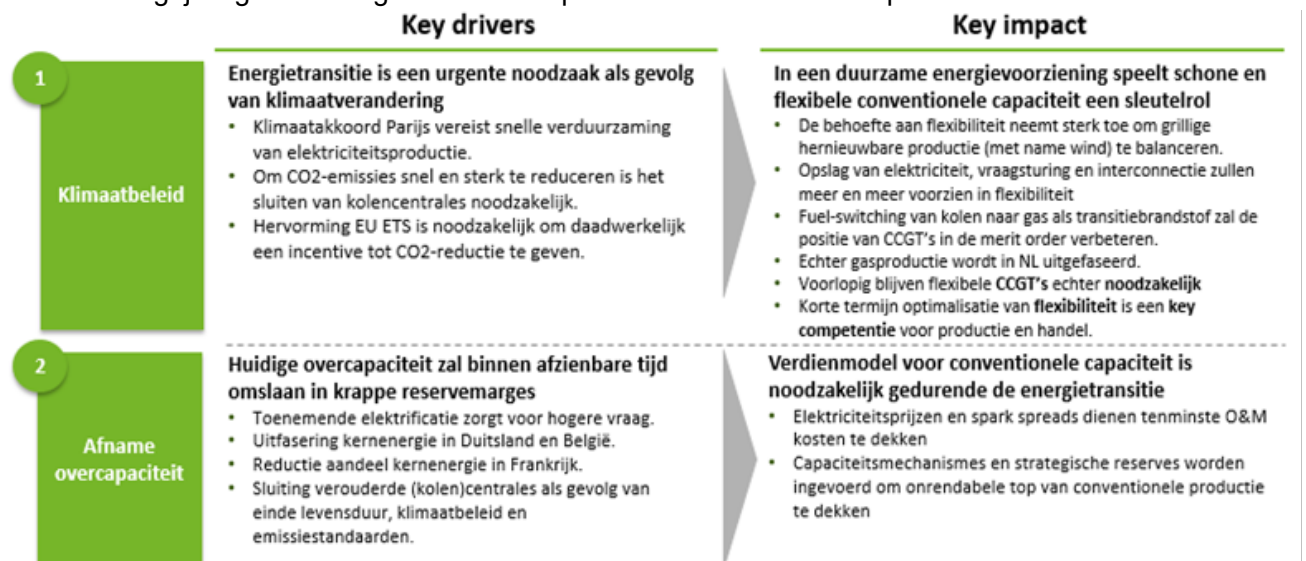 Key drivers
Key impact
1
Klimaatbeleid
Energietransitie is een urgente noodzaak als gevolg
van klimaatverandering
• Klimaatakkoord Parijs vereist snelle verduurzaming
van elektriciteitsproductie.
• Om CO2-emissies snel en sterk te reduceren is het
sluiten van kolencentrales noodzakelijk.
• Hervorming EU ETS is noodzakelijk om daadwerkelijk
een incentive tot CO2-reductie te geven.
In een duurzame energievoorziening speelt schone en
flexibele conventionele capaciteit een sleutelrol
• De behoefte aan flexibiliteit neemt sterk toe om grillige
hernieuwbare productie (met name wind) te balanceren.
• Opslag van elektriciteit, vraagsturing en interconnectie zullen
meer en meer voorzien in flexibiliteit
• Fuel-switching van kolen naar gas als transitiebrandstof zal de
positie van CCGT's in de merit order verbeteren.
• Echter gasproductie wordt in NL uitgefaseerd.
• Voorlopig blijven flexibele CCGT's echter noodzakelijk
• Korte termijn optimalisatie van flexibiliteit is een key
competentie voor productie en handel.
2
Afname
overcapaciteit
Huidige overcapaciteit zal binnen afzienbare tijd
omslaan in krappe reservemarges
• Toenemende elektrificatie zorgt voor hogere vraag.
• Uitfasering kernenergie in Duitsland en België.
• Reductie aandeel kernenergie in Frankrijk.
• Sluiting verouderde (kolen)centrales als gevolg van
einde levensduur, klimaatbeleid en
emissiestandaarden.
Verdienmodel voor conventionele capaciteit is
noodzakelijk gedurende de energietransitie
• Elektriciteitsprijzen en spark spreads dienen tenminste O&M
kosten te dekken
• Capaciteitsmechanismes en strategische reserves worden
ingevoerd om onrendabele top van conventionele productie
te dekken